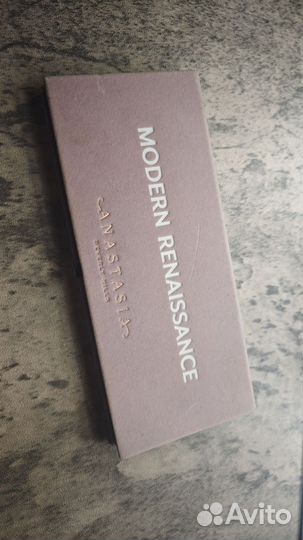 MODERN RENAISSANCE
ANASTASIA
BEVERLY HILLS
Avito